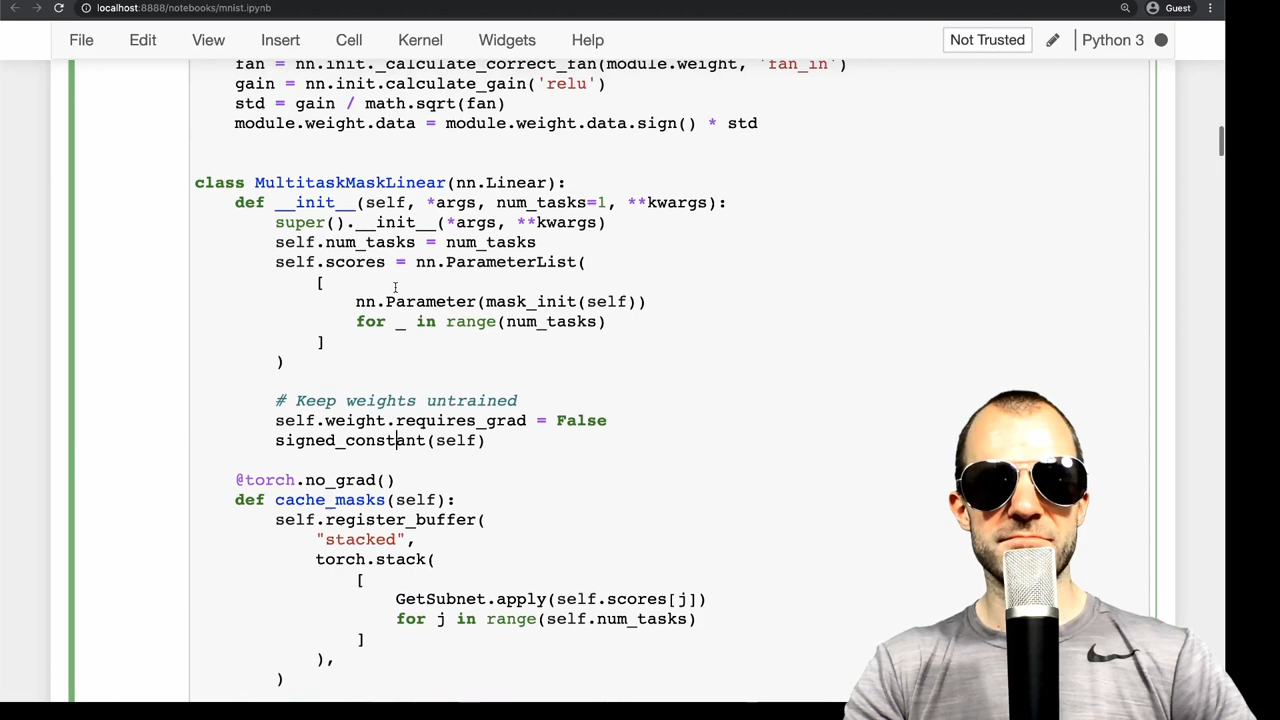 localhost:8888/notebooks/mnist.ipynb
Guest
File Edit View Insert Cell Kernel Widgets Help
Not Trusted
Python 3
fan = nn.init._calculate_correct_fan(module.weight, 'fan_in')
gain = nn.init.calculate_gain('relu')
std = gain / math.sqrt(fan)
module.weight.data = module.weight.data.sign() * std
class MultitaskMaskLinear(nn.Linear):
def __init__(self, *args, num_tasks=1, **kwargs):
super().__init__(*args, **kwargs)
self.num_tasks = num_tasks
self.scores = nn.ParameterList(
[
nn.Parameter(mask_init(self))
for _ in range(num_tasks)
]
)
# Keep weights untrained
self.weight.requires_grad = False
signed_constant(self)
@torch.no_grad()
def cache_masks(self):
self.register_buffer(
"stacked",
torch.stack(
[
GetSubnet.apply(self.scores[j])
for j in range(self.num_tasks)
]
),
)